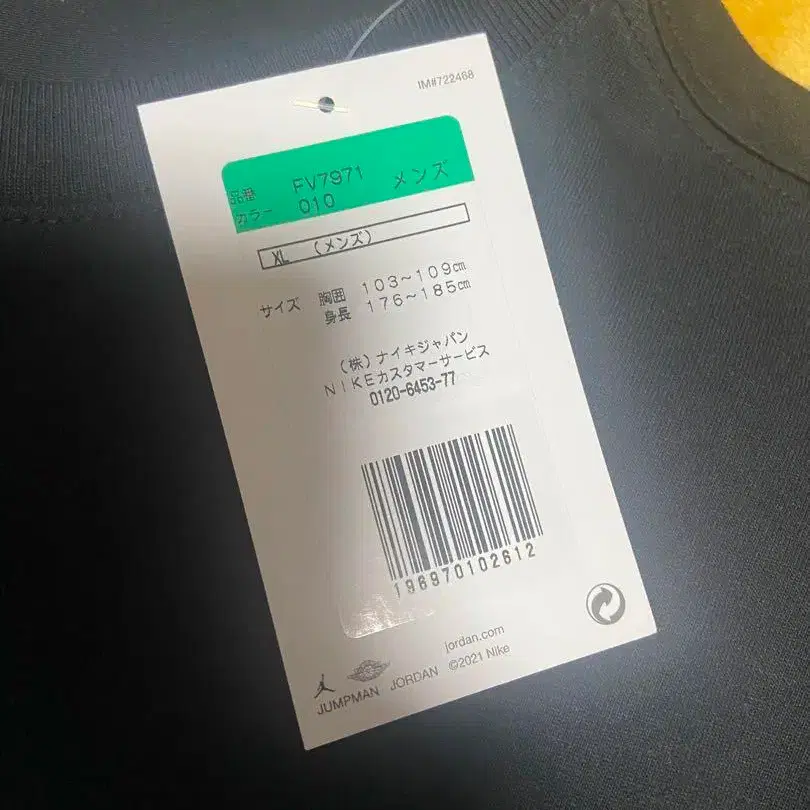 IM#722468
品番 FV7971 メンズ
カラー 010
XL (メンズ)
サイズ 胸囲 103~109cm
身長 176~185cm
(株)ナイキジャパン
NIKEカスタマーサービス
0120-6453-77
196970102612
jordan.com
JUMPMAN JORDAN ©2021 Nike